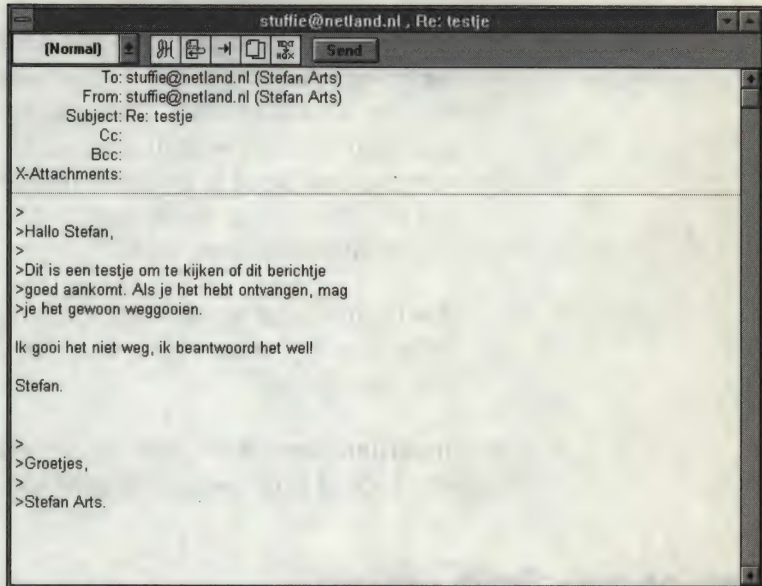 stuffie@netland.nl , Re: testje
(Normal) TEXT HQX Send
To: stuffie@netland.nl (Stefan Arts)
From: stuffie@netland.nl (Stefan Arts)
Subject: Re: testje
Cc:
Bcc:
X-Attachments:
>
>Hallo Stefan,
>
>Dit is een testje om te kijken of dit berichtje
>goed aankomt. Als je het hebt ontvangen, mag
>je het gewoon weggooien.
Ik gooi het niet weg, ik beantwoord het wel!
Stefan.
>
>Groetjes,
>
>Stefan Arts.